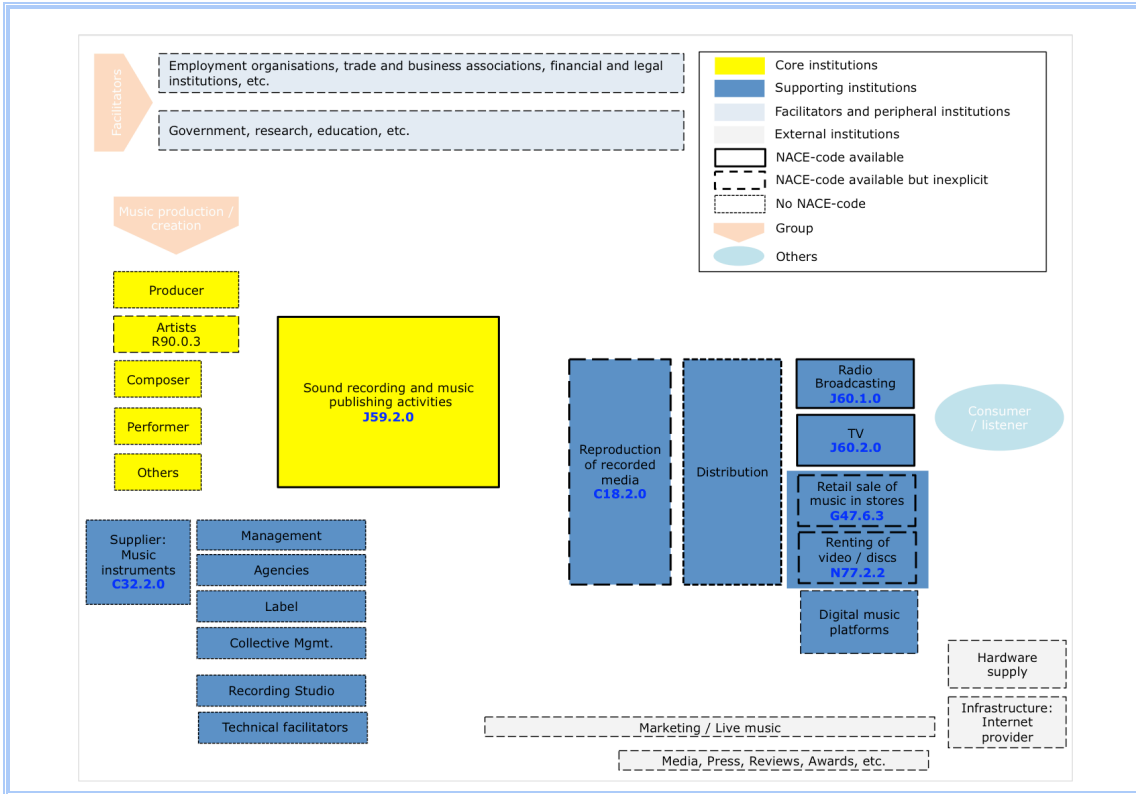 Facilitators
Employment organisations, trade and business associations, financial and legal
institutions, etc.
Government, research, education, etc.
Core institutions
Supporting institutions
Facilitators and peripheral institutions
External institutions
NACE-code available
NACE-code available but inexplicit
No NACE-code
Group
Others
Music production /
creation
Producer
Artists
R90.0.3
Composer
Performer
Others
Sound recording and music
publishing activities
J59.2.0
Reproduction
of recorded
media
C18.2.0
Distribution
Radio
Broadcasting
J60.1.0
TV
J60.2.0
Retail sale of
music in stores
G47.6.3
Renting of
video / discs
N77.2.2
Digital music
platforms
Consumer
/ listener
Supplier:
Music
instruments
C32.2.0
Management
Agencies
Label
Collective Mgmt.
Recording Studio
Technical facilitators
Hardware
supply
Infrastructure:
Internet
provider
Marketing / Live music
Media, Press, Reviews, Awards, etc.